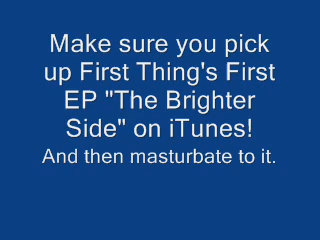 Make sure you pick
up First Thing's First
EP "The Brighter
Side" on iTunes!
And then masturbate to it.